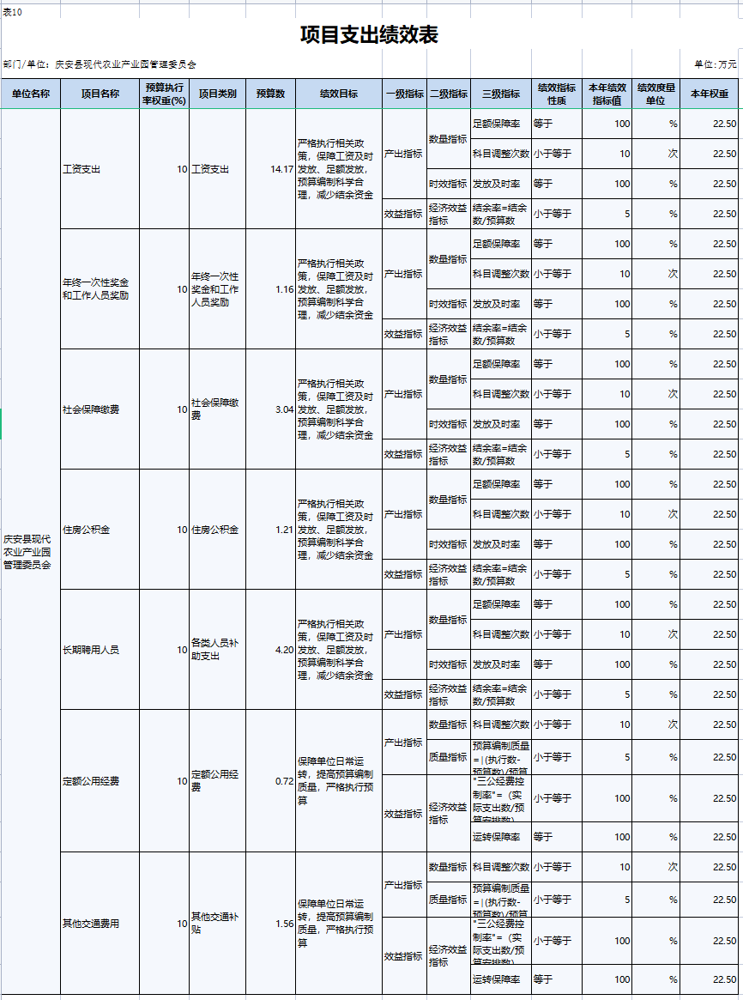 表10
项目支出绩效表
部门/单位：庆安县现代农业产业园管理委员会 单位:万元
单位名称 项目名称 预算执行率权重(%) 项目类别 预算数 绩效目标 一级指标 二级指标 三级指标 绩效指标性质 本年绩效指标值 绩效度量单位 本年权重
庆安县现代农业产业园管理委员会
工资支出 10 工资支出 14.17 严格执行相关政策，保障工资及时发放、足额发放，预算编制科学合理，减少结余资金
产出指标 数量指标 足额保障率 等于 100 % 22.50
科目调整次数 小于等于 10 次 22.50
时效指标 发放及时率 等于 100 % 22.50
效益指标 经济效益指标 结余率=结余数/预算数 小于等于 5 % 22.50
年终一次性奖金和工作人员奖励 10 年终一次性奖金和工作人员奖励 1.16 严格执行相关政策，保障工资及时发放、足额发放，预算编制科学合理，减少结余资金
产出指标 数量指标 足额保障率 等于 100 % 22.50
科目调整次数 小于等于 10 次 22.50
时效指标 发放及时率 等于 100 % 22.50
效益指标 经济效益指标 结余率=结余数/预算数 小于等于 5 % 22.50
社会保障缴费 10 社会保障缴费 3.04 严格执行相关政策，保障工资及时发放、足额发放，预算编制科学合理，减少结余资金
产出指标 数量指标 足额保障率 等于 100 % 22.50
科目调整次数 小于等于 10 次 22.50
时效指标 发放及时率 等于 100 % 22.50
效益指标 经济效益指标 结余率=结余数/预算数 小于等于 5 % 22.50
住房公积金 10 住房公积金 1.21 严格执行相关政策，保障工资及时发放、足额发放，预算编制科学合理，减少结余资金
产出指标 数量指标 足额保障率 等于 100 % 22.50
科目调整次数 小于等于 10 次 22.50
时效指标 发放及时率 等于 100 % 22.50
效益指标 经济效益指标 结余率=结余数/预算数 小于等于 5 % 22.50
长期聘用人员 10 各类人员补助支出 4.20 严格执行相关政策，保障工资及时发放、足额发放，预算编制科学合理，减少结余资金
产出指标 数量指标 足额保障率 等于 100 % 22.50
科目调整次数 小于等于 10 次 22.50
时效指标 发放及时率 等于 100 % 22.50
效益指标 经济效益指标 结余率=结余数/预算数 小于等于 5 % 22.50
定额公用经费 10 定额公用经费 0.72 保障单位日常运转，提高预算编制质量，严格执行预算
产出指标 数量指标 科目调整次数 小于等于 10 次 22.50
质量指标 预算编制质量=|(执行数-预算数)/预算 小于等于 5 % 22.50
效益指标 经济效益指标 "三公经费控制率"=（实际支出数/预算安排数） 小于等于 100 % 22.50
运转保障率 等于 100 % 22.50
其他交通费用 10 其他交通补贴 1.56 保障单位日常运转，提高预算编制质量，严格执行预算
产出指标 数量指标 科目调整次数 小于等于 10 次 22.50
质量指标 预算编制质量=|(执行数-预算数)/预算 小于等于 5 % 22.50
效益指标 经济效益指标 "三公经费控制率"=（实际支出数/预算安排数） 小于等于 100 % 22.50
运转保障率 等于 100 % 22.50